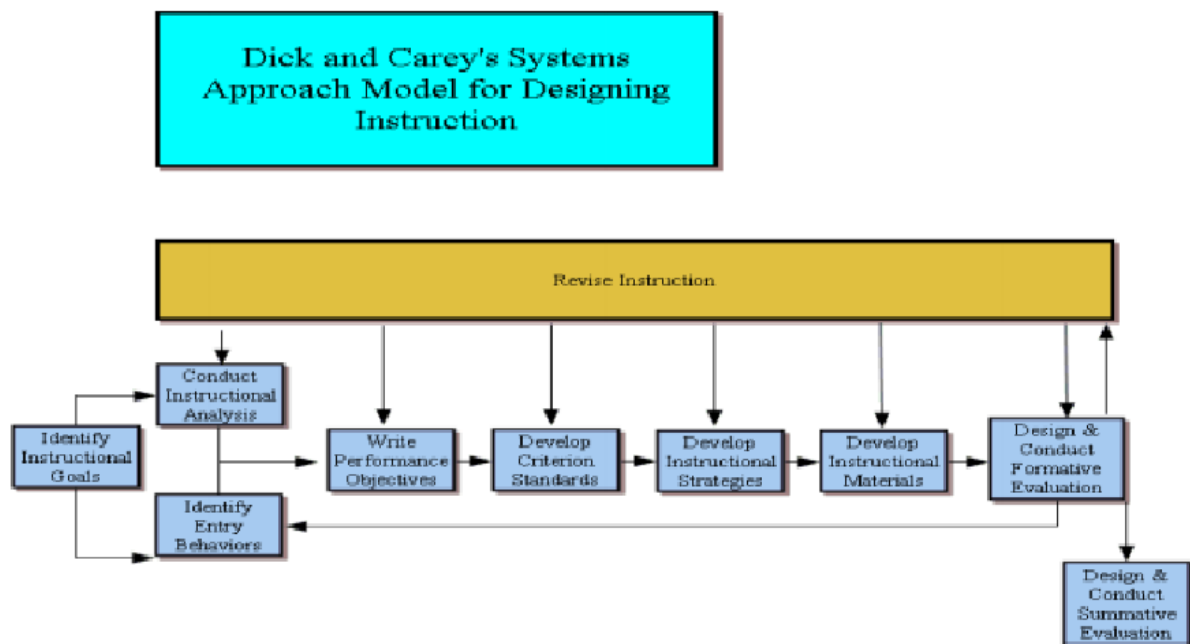 Dick and Carey's Systems
Approach Model for Designing
Instruction
Revise Instruction
Conduct
Instructional
Analysis
Identify
Instructional
Goals
Write
Performance
Objectives
Develop
Criterion
Standards
Develop
Instructional
Strategies
Develop
Instructional
Materials
Design &
Conduct
Formative
Evaluation
Identify
Entry
Behaviors
Design &
Conduct
Summative
Evaluation